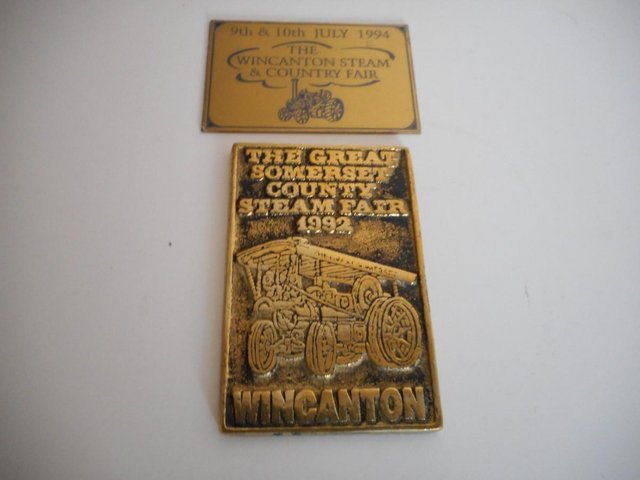 9th & 10th JULY 1994
THE
WINCANTON STEAM
& COUNTRY FAIR
THE GREAT
SOMERSET
COUNTY
STEAM FAIR
1992
WINCANTON